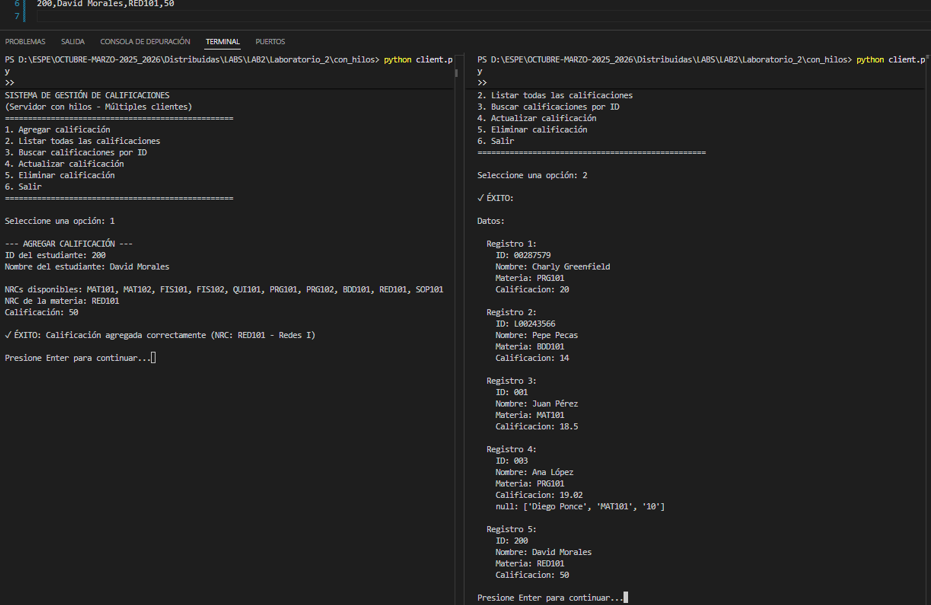 6 200,David Morales,RED101,50
7
PROBLEMAS SALIDA CONSOLA DE DEPURACIÓN TERMINAL PUERTOS
PS D:\ESPE\OCTUBRE-MARZO-2025_2026\Distribuidas\LABS\LAB2\Laboratorio_2\con_hilos> python client.p
y
>>
SISTEMA DE GESTIÓN DE CALIFICACIONES
(Servidor con hilos - Múltiples clientes)
==================================================
1. Agregar calificación
2. Listar todas las calificaciones
3. Buscar calificaciones por ID
4. Actualizar calificación
5. Eliminar calificación
6. Salir
==================================================
Seleccione una opción: 1
--- AGREGAR CALIFICACIÓN ---
ID del estudiante: 200
Nombre del estudiante: David Morales
NRCs disponibles: MAT101, MAT102, FIS101, FIS102, QUI101, PRG101, PRG102, BDD101, RED101, SOP101
NRC de la materia: RED101
Calificación: 50
✓ ÉXITO: Calificación agregada correctamente (NRC: RED101 - Redes I)
Presione Enter para continuar...
PS D:\ESPE\OCTUBRE-MARZO-2025_2026\Distribuidas\LABS\LAB2\Laboratorio_2\con_hilos> python client.p
y
>>
2. Listar todas las calificaciones
3. Buscar calificaciones por ID
4. Actualizar calificación
5. Eliminar calificación
6. Salir
==================================================
Seleccione una opción: 2
✓ ÉXITO:
Datos:
Registro 1:
ID: 00287579
Nombre: Charly Greenfield
Materia: PRG101
Calificacion: 20
Registro 2:
ID: L00243566
Nombre: Pepe Pecas
Materia: BDD101
Calificacion: 14
Registro 3:
ID: 001
Nombre: Juan Pérez
Materia: MAT101
Calificacion: 18.5
Registro 4:
ID: 003
Nombre: Ana López
Materia: PRG101
Calificacion: 19.02
null: ['Diego Ponce', 'MAT101', '10']
Registro 5:
ID: 200
Nombre: David Morales
Materia: RED101
Calificacion: 50
Presione Enter para continuar...